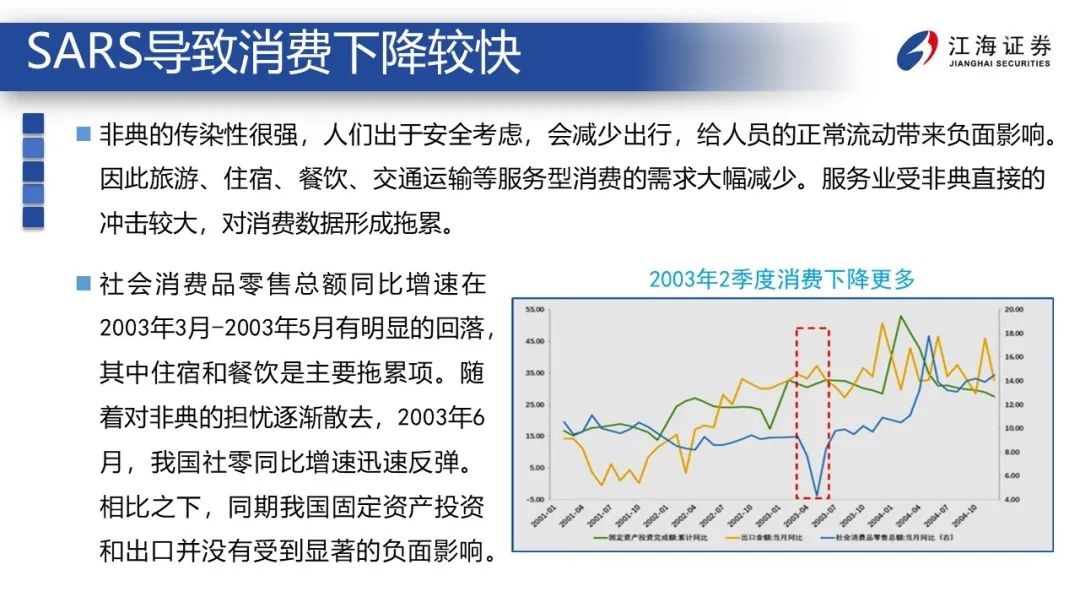 SARS导致消费下降较快
江海证券
JIANGHAI SECURITIES
非典的传染性很强，人们出于安全考虑，会减少出行，给人员的正常流动带来负面影响。
因此旅游、住宿、餐饮、交通运输等服务型消费的需求大幅减少。服务业受非典直接的
冲击较大，对消费数据形成拖累。
社会消费品零售总额同比增速在
2003年3月-2003年5月有明显的回落，
其中住宿和餐饮是主要拖累项。随
着对非典的担忧逐渐散去，2003年6
月，我国社零同比增速迅速反弹。
相比之下，同期我国固定资产投资
和出口并没有受到显著的负面影响。
2003年2季度消费下降更多
55.00
45.00
35.00
25.00
15.00
5.00
-5.00
20.00
18.00
16.00
14.00
12.00
10.00
8.00
6.00
4.00
2001-01
2001-04
2001-07
2001-10
2002-01
2002-04
2002-07
2002-10
2003-01
2003-04
2003-07
2003-10
2004-01
2004-04
2004-07
2004-10
固定资产投资完成额:累计同比
出口金额:当月同比
社会消费品零售总额:当月同比（右）